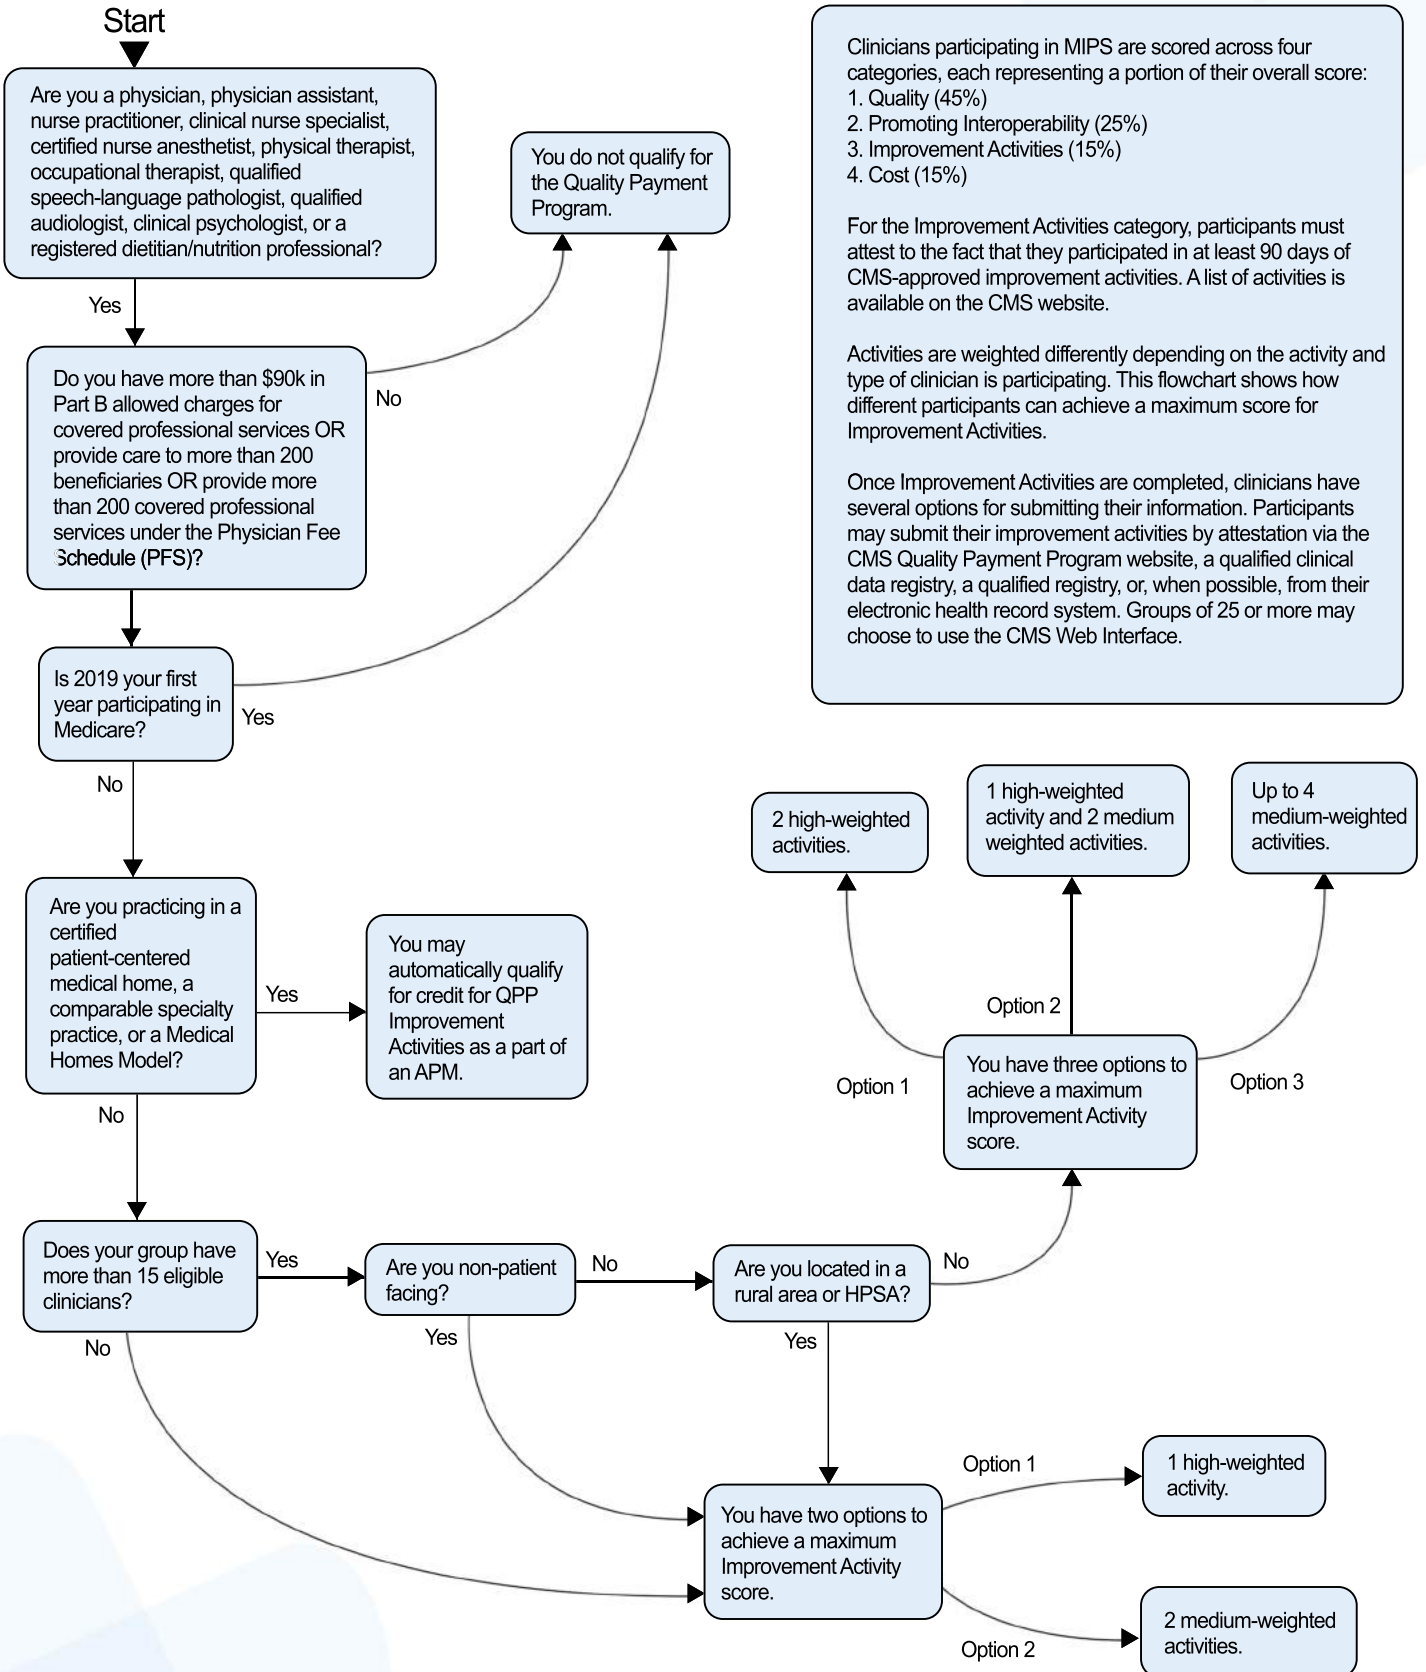 Start
Are you a physician, physician assistant,
nurse practitioner, clinical nurse specialist,
certified nurse anesthetist, physical therapist,
occupational therapist, qualified
speech-language pathologist, qualified
audiologist, clinical psychologist, or a
registered dietitian/nutrition professional?
You do not qualify for
the Quality Payment
Program.
Yes
Do you have more than $90k in
Part B allowed charges for
covered professional services OR
provide care to more than 200
beneficiaries OR provide more
than 200 covered professional
services under the Physician Fee
Schedule (PFS)?
No
Is 2019 your first
year participating in
Medicare?
Yes
No
Clinicians participating in MIPS are scored across four
categories, each representing a portion of their overall score:
1. Quality (45%)
2. Promoting Interoperability (25%)
3. Improvement Activities (15%)
4. Cost (15%)
For the Improvement Activities category, participants must
attest to the fact that they participated in at least 90 days of
CMS-approved improvement activities. A list of activities is
available on the CMS website.
Activities are weighted differently depending on the activity and
type of clinician is participating. This flowchart shows how
different participants can achieve a maximum score for
Improvement Activities.
Once Improvement Activities are completed, clinicians have
several options for submitting their information. Participants
may submit their improvement activities by attestation via the
CMS Quality Payment Program website, a qualified clinical
data registry, a qualified registry, or, when possible, from their
electronic health record system. Groups of 25 or more may
choose to use the CMS Web Interface.
Are you practicing in a
certified
patient-centered
medical home, a
comparable specialty
practice, or a Medical
Homes Model?
Yes
You may
automatically qualify
for credit for QPP
Improvement
Activities as a part of
an APM.
No
2 high-weighted
activities.
1 high-weighted
activity and 2 medium
weighted activities.
Up to 4
medium-weighted
activities.
Option 1
Option 2
Option 3
You have three options to
achieve a maximum
Improvement Activity
score.
Does your group have
more than 15 eligible
clinicians?
Yes
No
Are you non-patient
facing?
No
Yes
Are you located in a
rural area or HPSA?
No
Yes
You have two options to
achieve a maximum
Improvement Activity
score.
Option 1
1 high-weighted
activity.
Option 2
2 medium-weighted
activities.